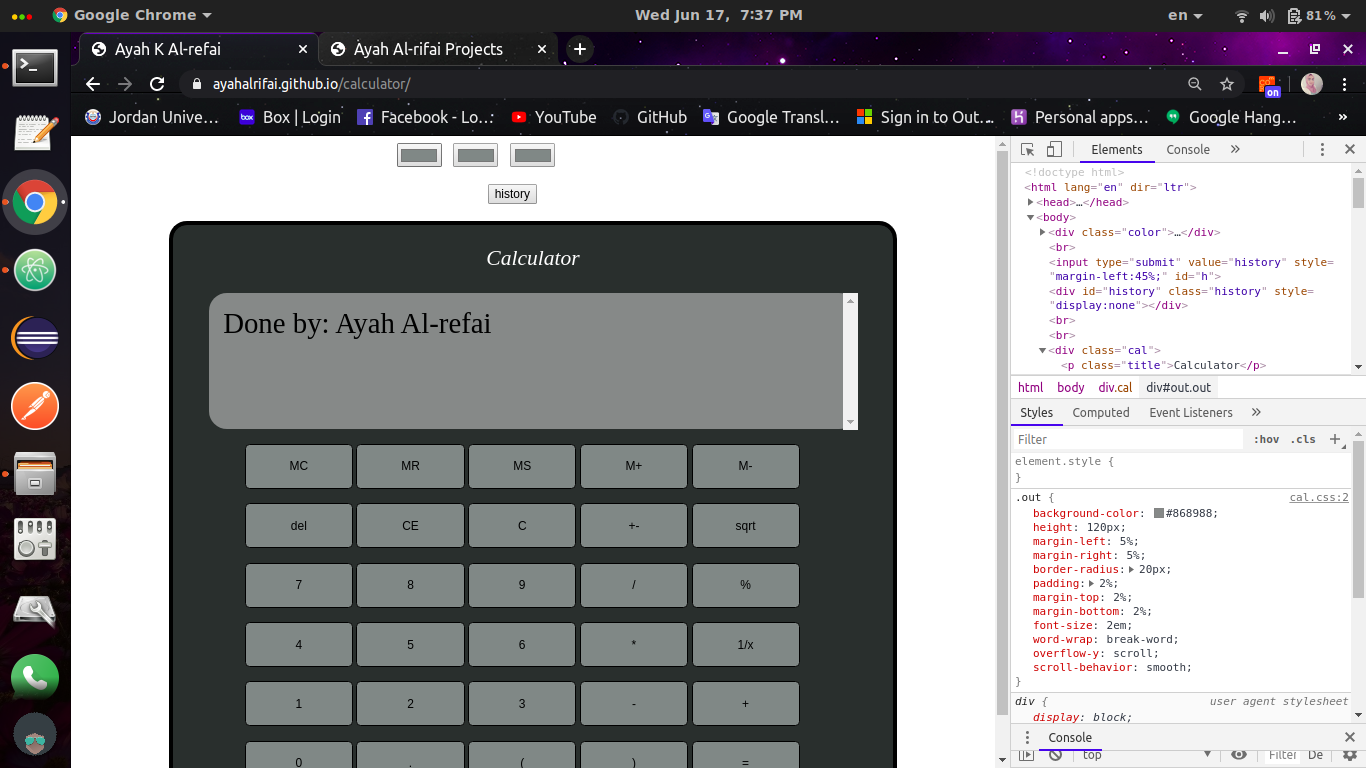 Google Chrome
Wed Jun 17, 7:37 PM
en
81%
Ayah K Al-refai
Ayah Al-rifai Projects
ayahalrifai.github.io/calculator/
on
Jordan Unive…
Box | Login
Facebook - Lo…
YouTube
GitHub
Google Transl…
Sign in to Out…
Personal apps…
Google Hang…
»
history
Calculator
Done by: Ayah Al-refai
MC MR MS M+ M-
del CE C +- sqrt
7 8 9 / %
4 5 6 * 1/x
1 2 3 - +
0 . ( ) =
Elements Console »
<!doctype html>
<html lang="en" dir="ltr">
<head>…</head>
<body>
<div class="color">…</div>
<br>
<input type="submit" value="history" style=
"margin-left:45%;" id="h">
<div id="history" class="history" style=
"display:none"></div>
<br>
<br>
<div class="cal">
<p class="title">Calculator</p>
html body div.cal div#out.out
Styles Computed Event Listeners »
Filter :hov .cls +
element.style {
}
.out { cal.css:2
background-color: #868988;
height: 120px;
margin-left: 5%;
margin-right: 5%;
border-radius: 20px;
padding: 2%;
margin-top: 2%;
margin-bottom: 2%;
font-size: 2em;
word-wrap: break-word;
overflow-y: scroll;
scroll-behavior: smooth;
}
div { user agent stylesheet
display: block;
Console
top Filter De